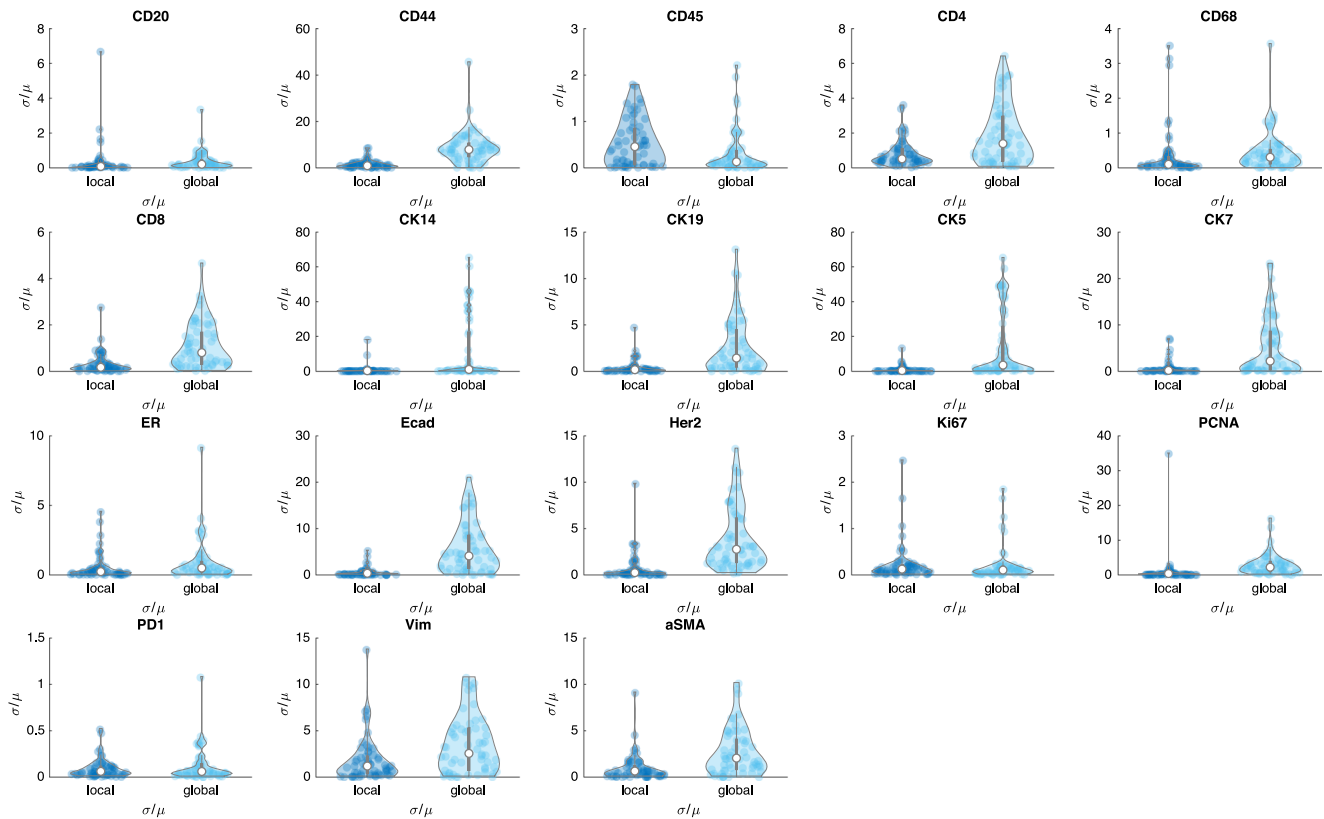 CD20
CD44
CD45
CD4
CD68
8
6
4
2
0
σ/μ
local
global
σ/μ
60
40
20
0
σ/μ
local
global
σ/μ
3
2
1
0
σ/μ
local
global
σ/μ
8
6
4
2
0
σ/μ
local
global
σ/μ
4
3
2
1
0
σ/μ
local
global
σ/μ
CD8
CK14
CK19
CK5
CK7
6
4
2
0
σ/μ
local
global
σ/μ
80
60
40
20
0
σ/μ
local
global
σ/μ
15
10
5
0
σ/μ
local
global
σ/μ
80
60
40
20
0
σ/μ
local
global
σ/μ
30
20
10
0
σ/μ
local
global
σ/μ
ER
Ecad
Her2
Ki67
PCNA
10
5
0
σ/μ
local
global
σ/μ
30
20
10
0
σ/μ
local
global
σ/μ
15
10
5
0
σ/μ
local
global
σ/μ
3
2
1
0
σ/μ
local
global
σ/μ
40
30
20
10
0
σ/μ
local
global
σ/μ
PD1
Vim
aSMA
1.5
1
0.5
0
σ/μ
local
global
σ/μ
15
10
5
0
σ/μ
local
global
σ/μ
15
10
5
0
σ/μ
local
global
σ/μ